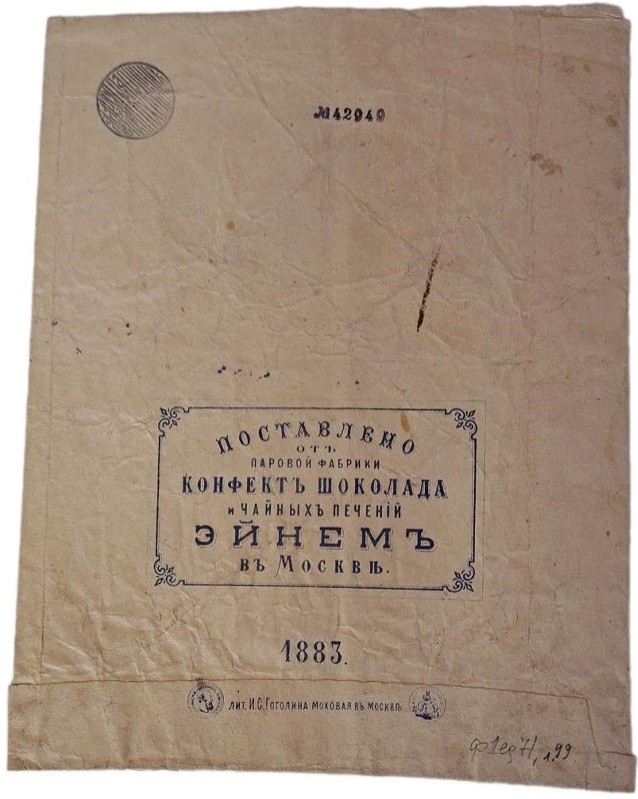 №42949
ПОСТАВЛЕНО
ОТЪ
ПАРОВОЙ ФАБРИКИ
КОНФЕКТЪ ШОКОЛАДА
И ЧАЙНЫХЪ ПЕЧЕНІЙ
ЭЙНЕМЪ
ВЪ МОСКВѢ.
1883.
ЛИТ. И.С. ГОГОЛИНА МОХОВАЯ ВЪ МОСКВѢ.